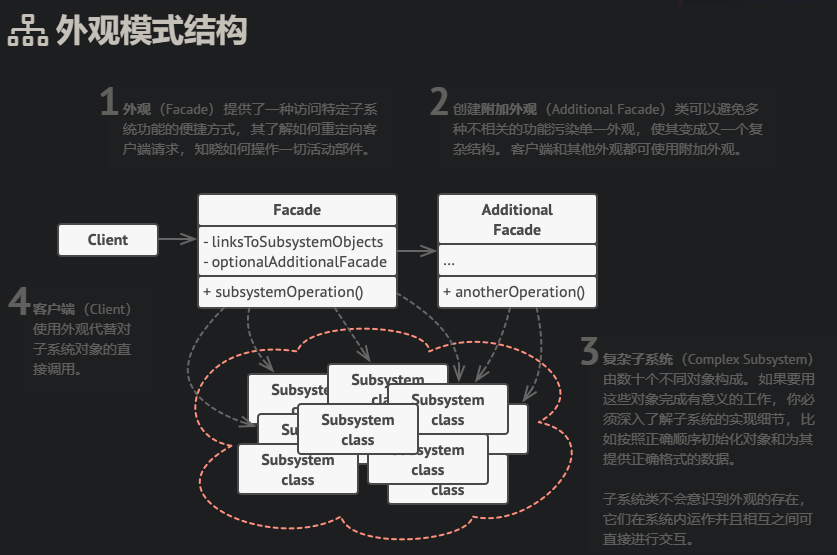 外观模式结构
1 外观（Facade）提供了一种访问特定子系
统功能的便捷方式，其了解如何重定向客
户端请求，知晓如何操作一切活动部件。
2 创建附加外观（Additional Facade）类可以避免多
种不相关的功能污染单一外观，使其变成又一个复
杂结构。客户端和其他外观都可使用附加外观。
Client
Facade
- linksToSubsystemObjects
- optionalAdditionalFacade
+ subsystemOperation()
Additional
Facade
...
+ anotherOperation()
4 客户端（Client）
使用外观代替对
子系统对象的直
接调用。
3 复杂子系统（Complex Subsystem）
由数十个不同对象构成。如果要用
这些对象完成有意义的工作，你必
须深入了解子系统的实现细节，比
如按照正确顺序初始化对象和为其
提供正确格式的数据。
子系统类不会意识到外观的存在，
它们在系统内运作并且相互之间可
直接进行交互。
Subsyste
c
Subsystem
cla
Subsystem
class
Su
Subsystem
class
Subsystem
class
Subsystem
class
class